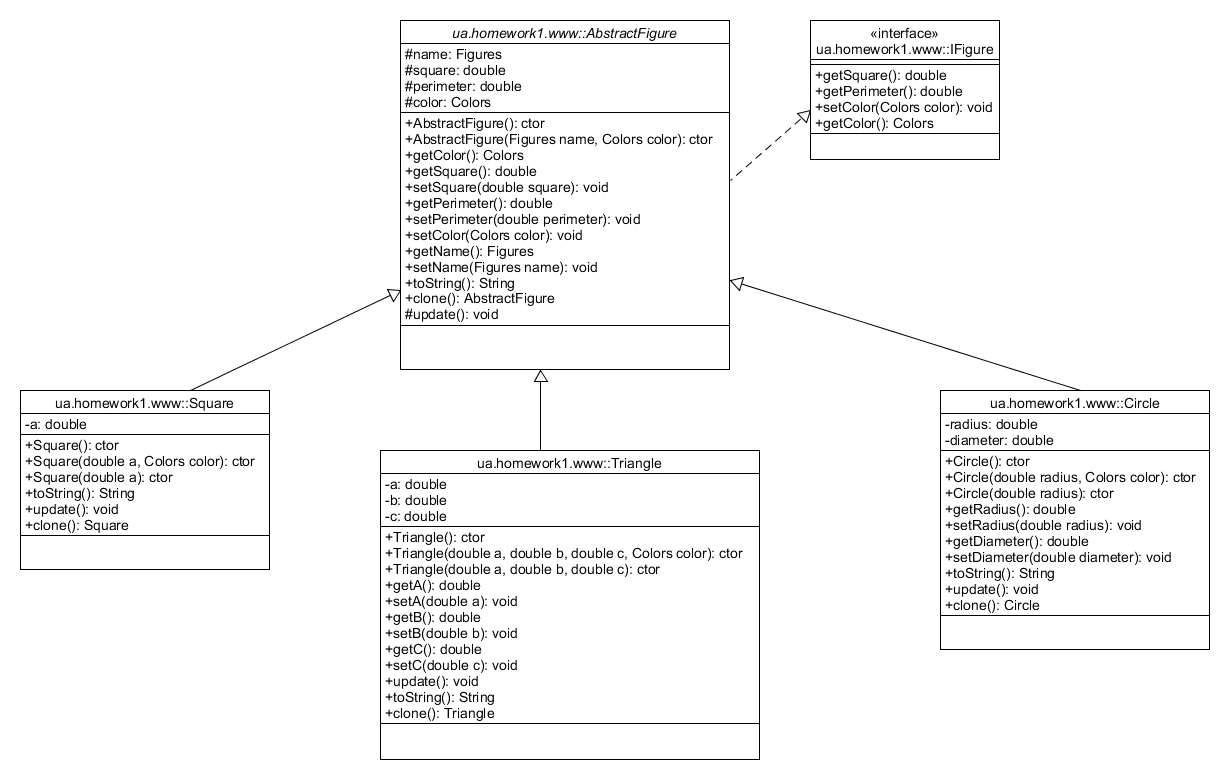 ua.homework1.www::AbstractFigure
#name: Figures
#square: double
#perimeter: double
#color: Colors
+AbstractFigure(): ctor
+AbstractFigure(Figures name, Colors color): ctor
+getColor(): Colors
+getSquare(): double
+setSquare(double square): void
+getPerimeter(): double
+setPerimeter(double perimeter): void
+setColor(Colors color): void
+getName(): Figures
+setName(Figures name): void
+toString(): String
+clone(): AbstractFigure
#update(): void
«interface»
ua.homework1.www::IFigure
+getSquare(): double
+getPerimeter(): double
+setColor(Colors color): void
+getColor(): Colors
ua.homework1.www::Square
-a: double
+Square(): ctor
+Square(double a, Colors color): ctor
+Square(double a): ctor
+toString(): String
+update(): void
+clone(): Square
ua.homework1.www::Triangle
-a: double
-b: double
-c: double
+Triangle(): ctor
+Triangle(double a, double b, double c, Colors color): ctor
+Triangle(double a, double b, double c): ctor
+getA(): double
+setA(double a): void
+getB(): double
+setB(double b): void
+getC(): double
+setC(double c): void
+update(): void
+toString(): String
+clone(): Triangle
ua.homework1.www::Circle
-radius: double
-diameter: double
+Circle(): ctor
+Circle(double radius, Colors color): ctor
+Circle(double radius): ctor
+getRadius(): double
+setRadius(double radius): void
+getDiameter(): double
+setDiameter(double diameter): void
+toString(): String
+update(): void
+clone(): Circle